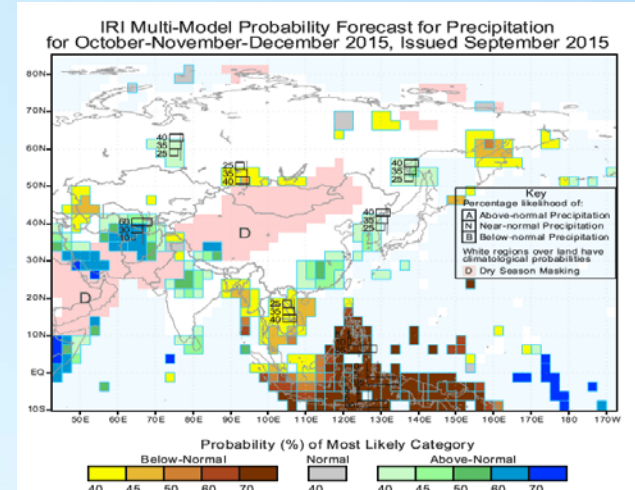 IRI Multi-Model Probability Forecast for Precipitation
for October-November-December 2015, Issued September 2015
80N
70N
60N
50N
40N
30N
20N
10N
EQ
10S
40
35
25
25
35
40
40
35
25
60
30
10
40
35
25
25
35
40
D
D
Key
Percentage likelihood of:
A Above-normal Precipitation
N Near-normal Precipitation
B Below-normal Precipitation
White regions over land have
climatological probabilities
D Dry Season Masking
50E 60E 70E 80E 90E 100E 110E 120E 130E 140E 150E 160E 170E 180 170W
Probability (%) of Most Likely Category
Below-Normal Normal Above-Normal
40 45 50 60 70 40 40 45 50 60 70